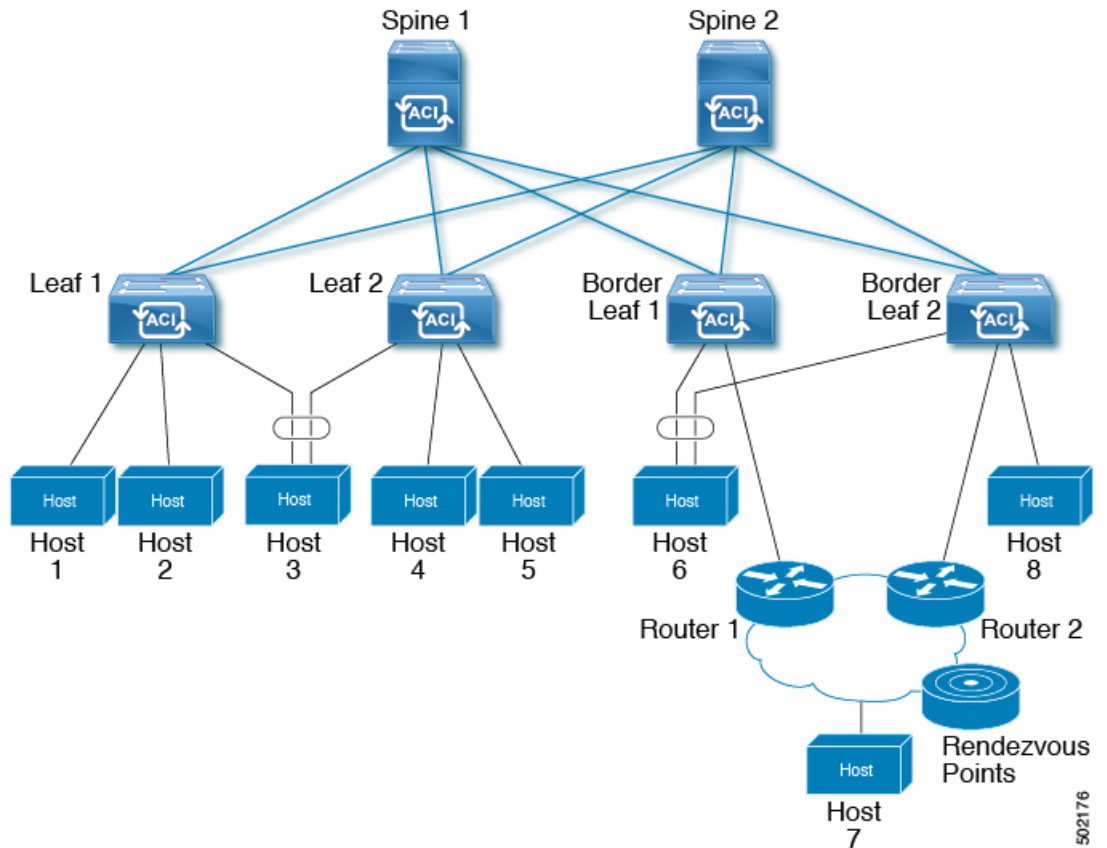 Spine 1
Spine 2
ACI
ACI
Leaf 1
Leaf 2
Border
Leaf 1
Border
Leaf 2
ACI
ACI
ACI
ACI
Host
Host
Host
Host
Host
Host
Host
Host
1
Host
2
Host
3
Host
4
Host
5
Host
6
Host
8
Router 1
Router 2
Rendezvous
Points
Host
Host
7
502176